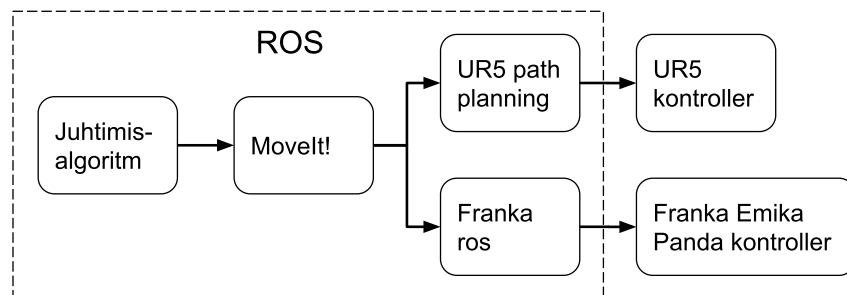 ROS
Juhtimis-
algoritm
MoveIt!
UR5 path
planning
UR5
kontroller
Franka
ros
Franka Emika
Panda kontroller